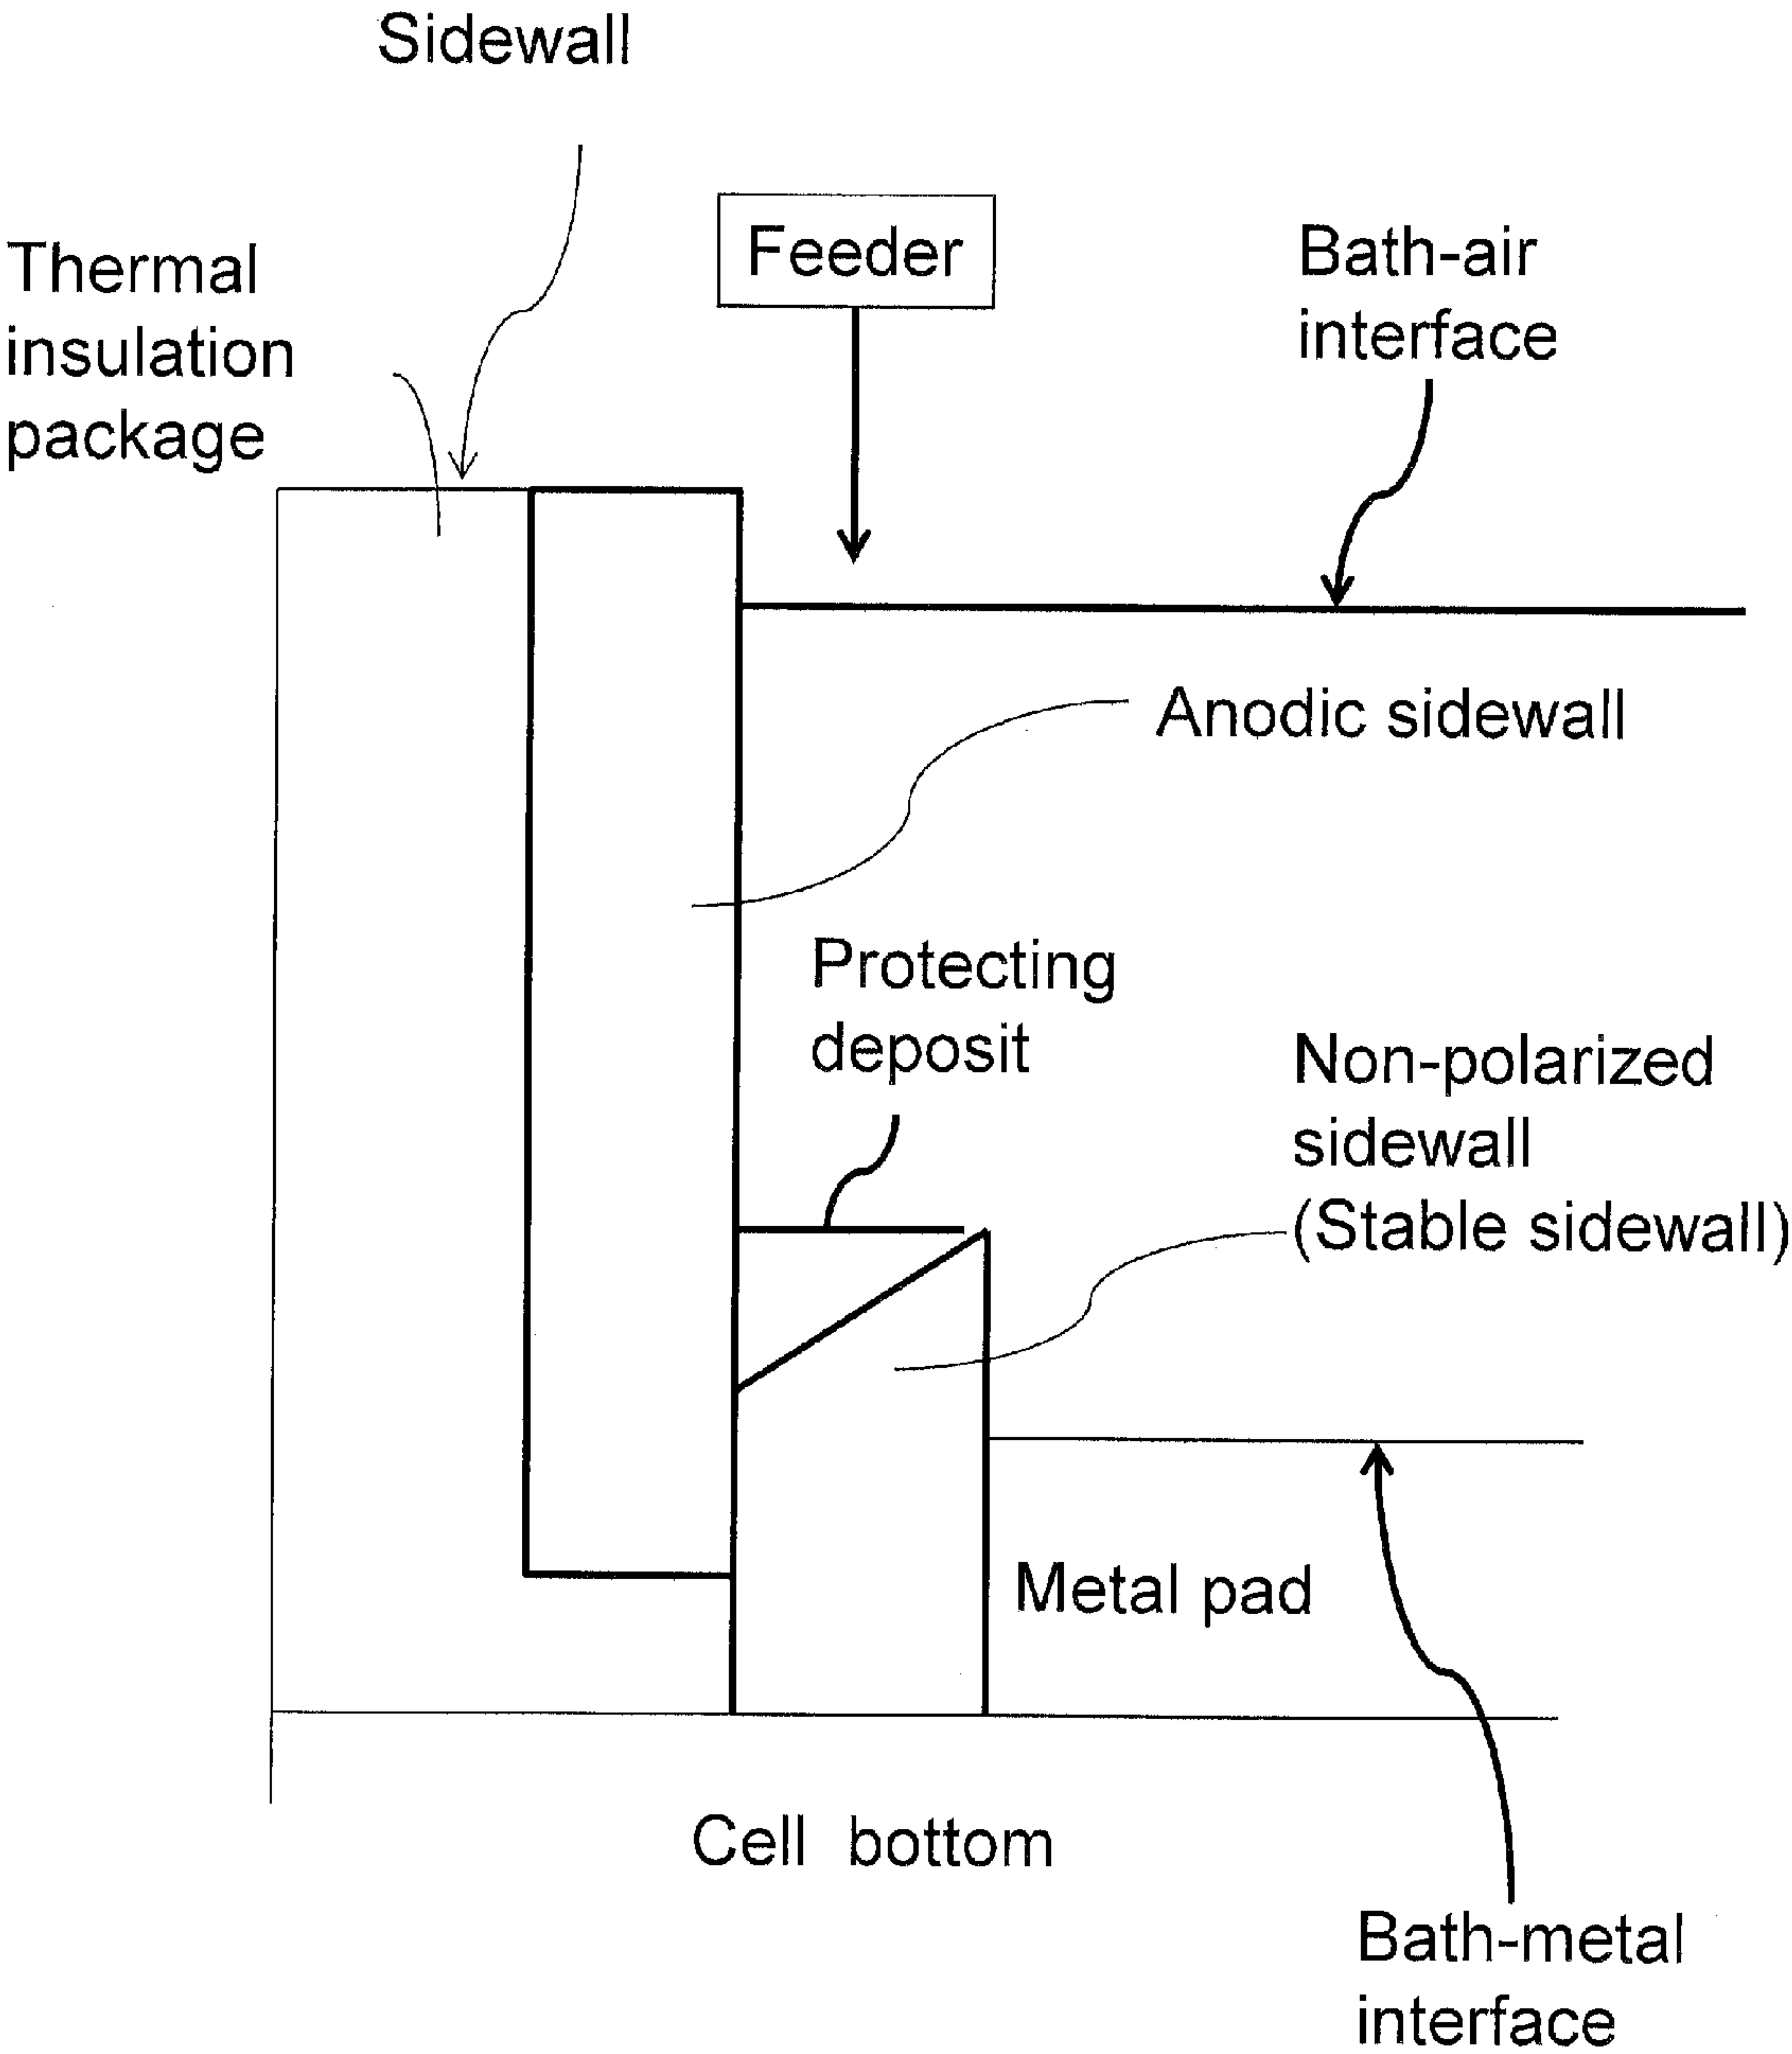 Sidewall
Thermal
insulation
package
Feeder
Bath-air
interface
Anodic sidewall
Protecting
deposit
Non-polarized
sidewall
(Stable sidewall)
Metal pad
Cell bottom
Bath-metal
interface